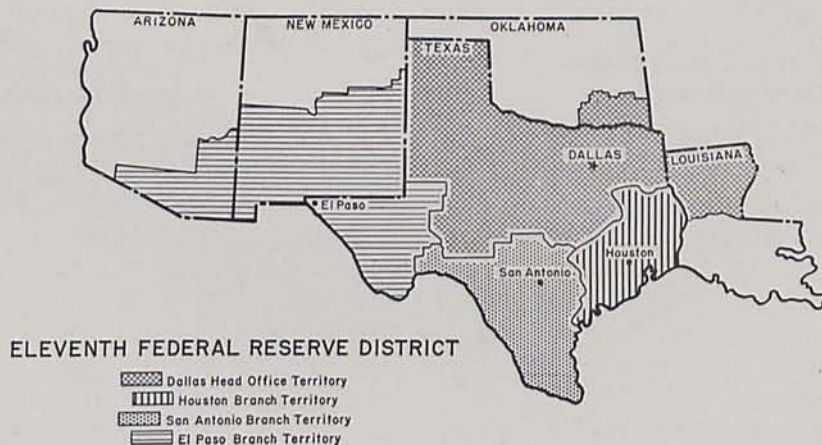 ARIZONA
NEW MEXICO
OKLAHOMA
TEXAS
DALLAS
LOUISIANA
El Paso
Houston
San Antonio
ELEVENTH FEDERAL RESERVE DISTRICT
Dallas Head Office Territory
Houston Branch Territory
San Antonio Branch Territory
El Paso Branch Territory